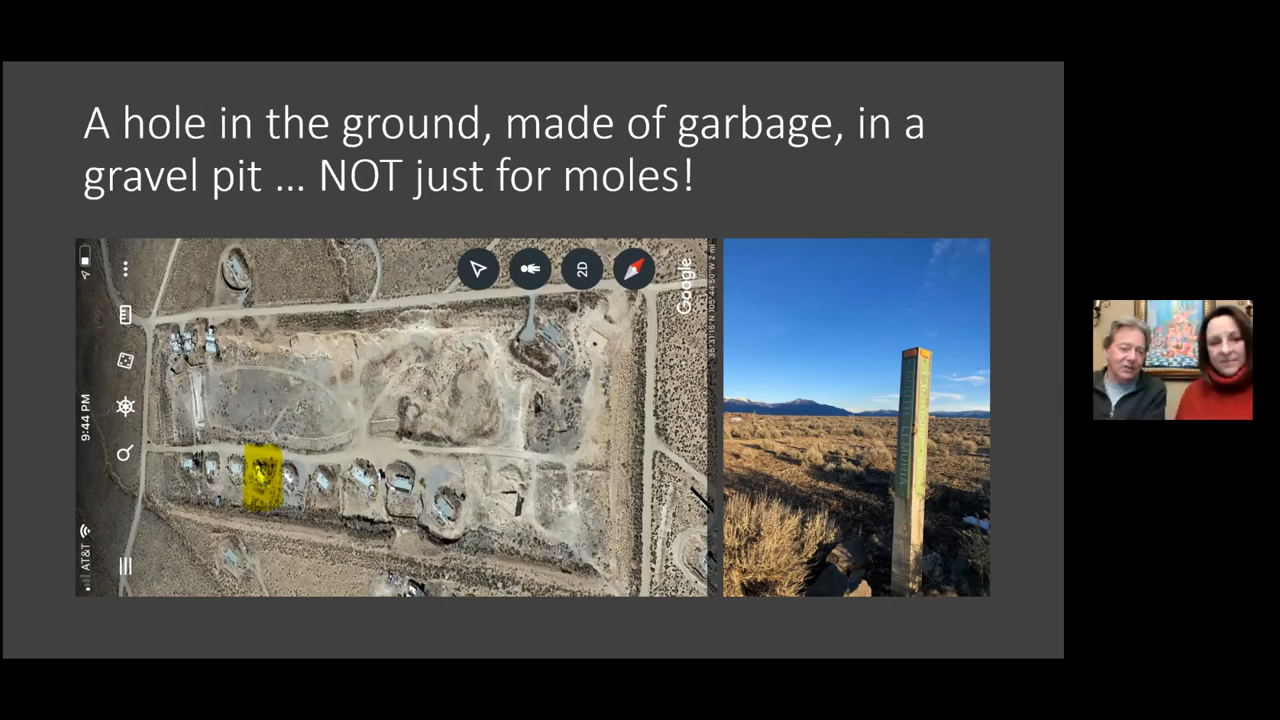 A hole in the ground, made of garbage, in a
gravel pit ... NOT just for moles!
AT&T
9:44 PM
2D
Google
LEMURIA